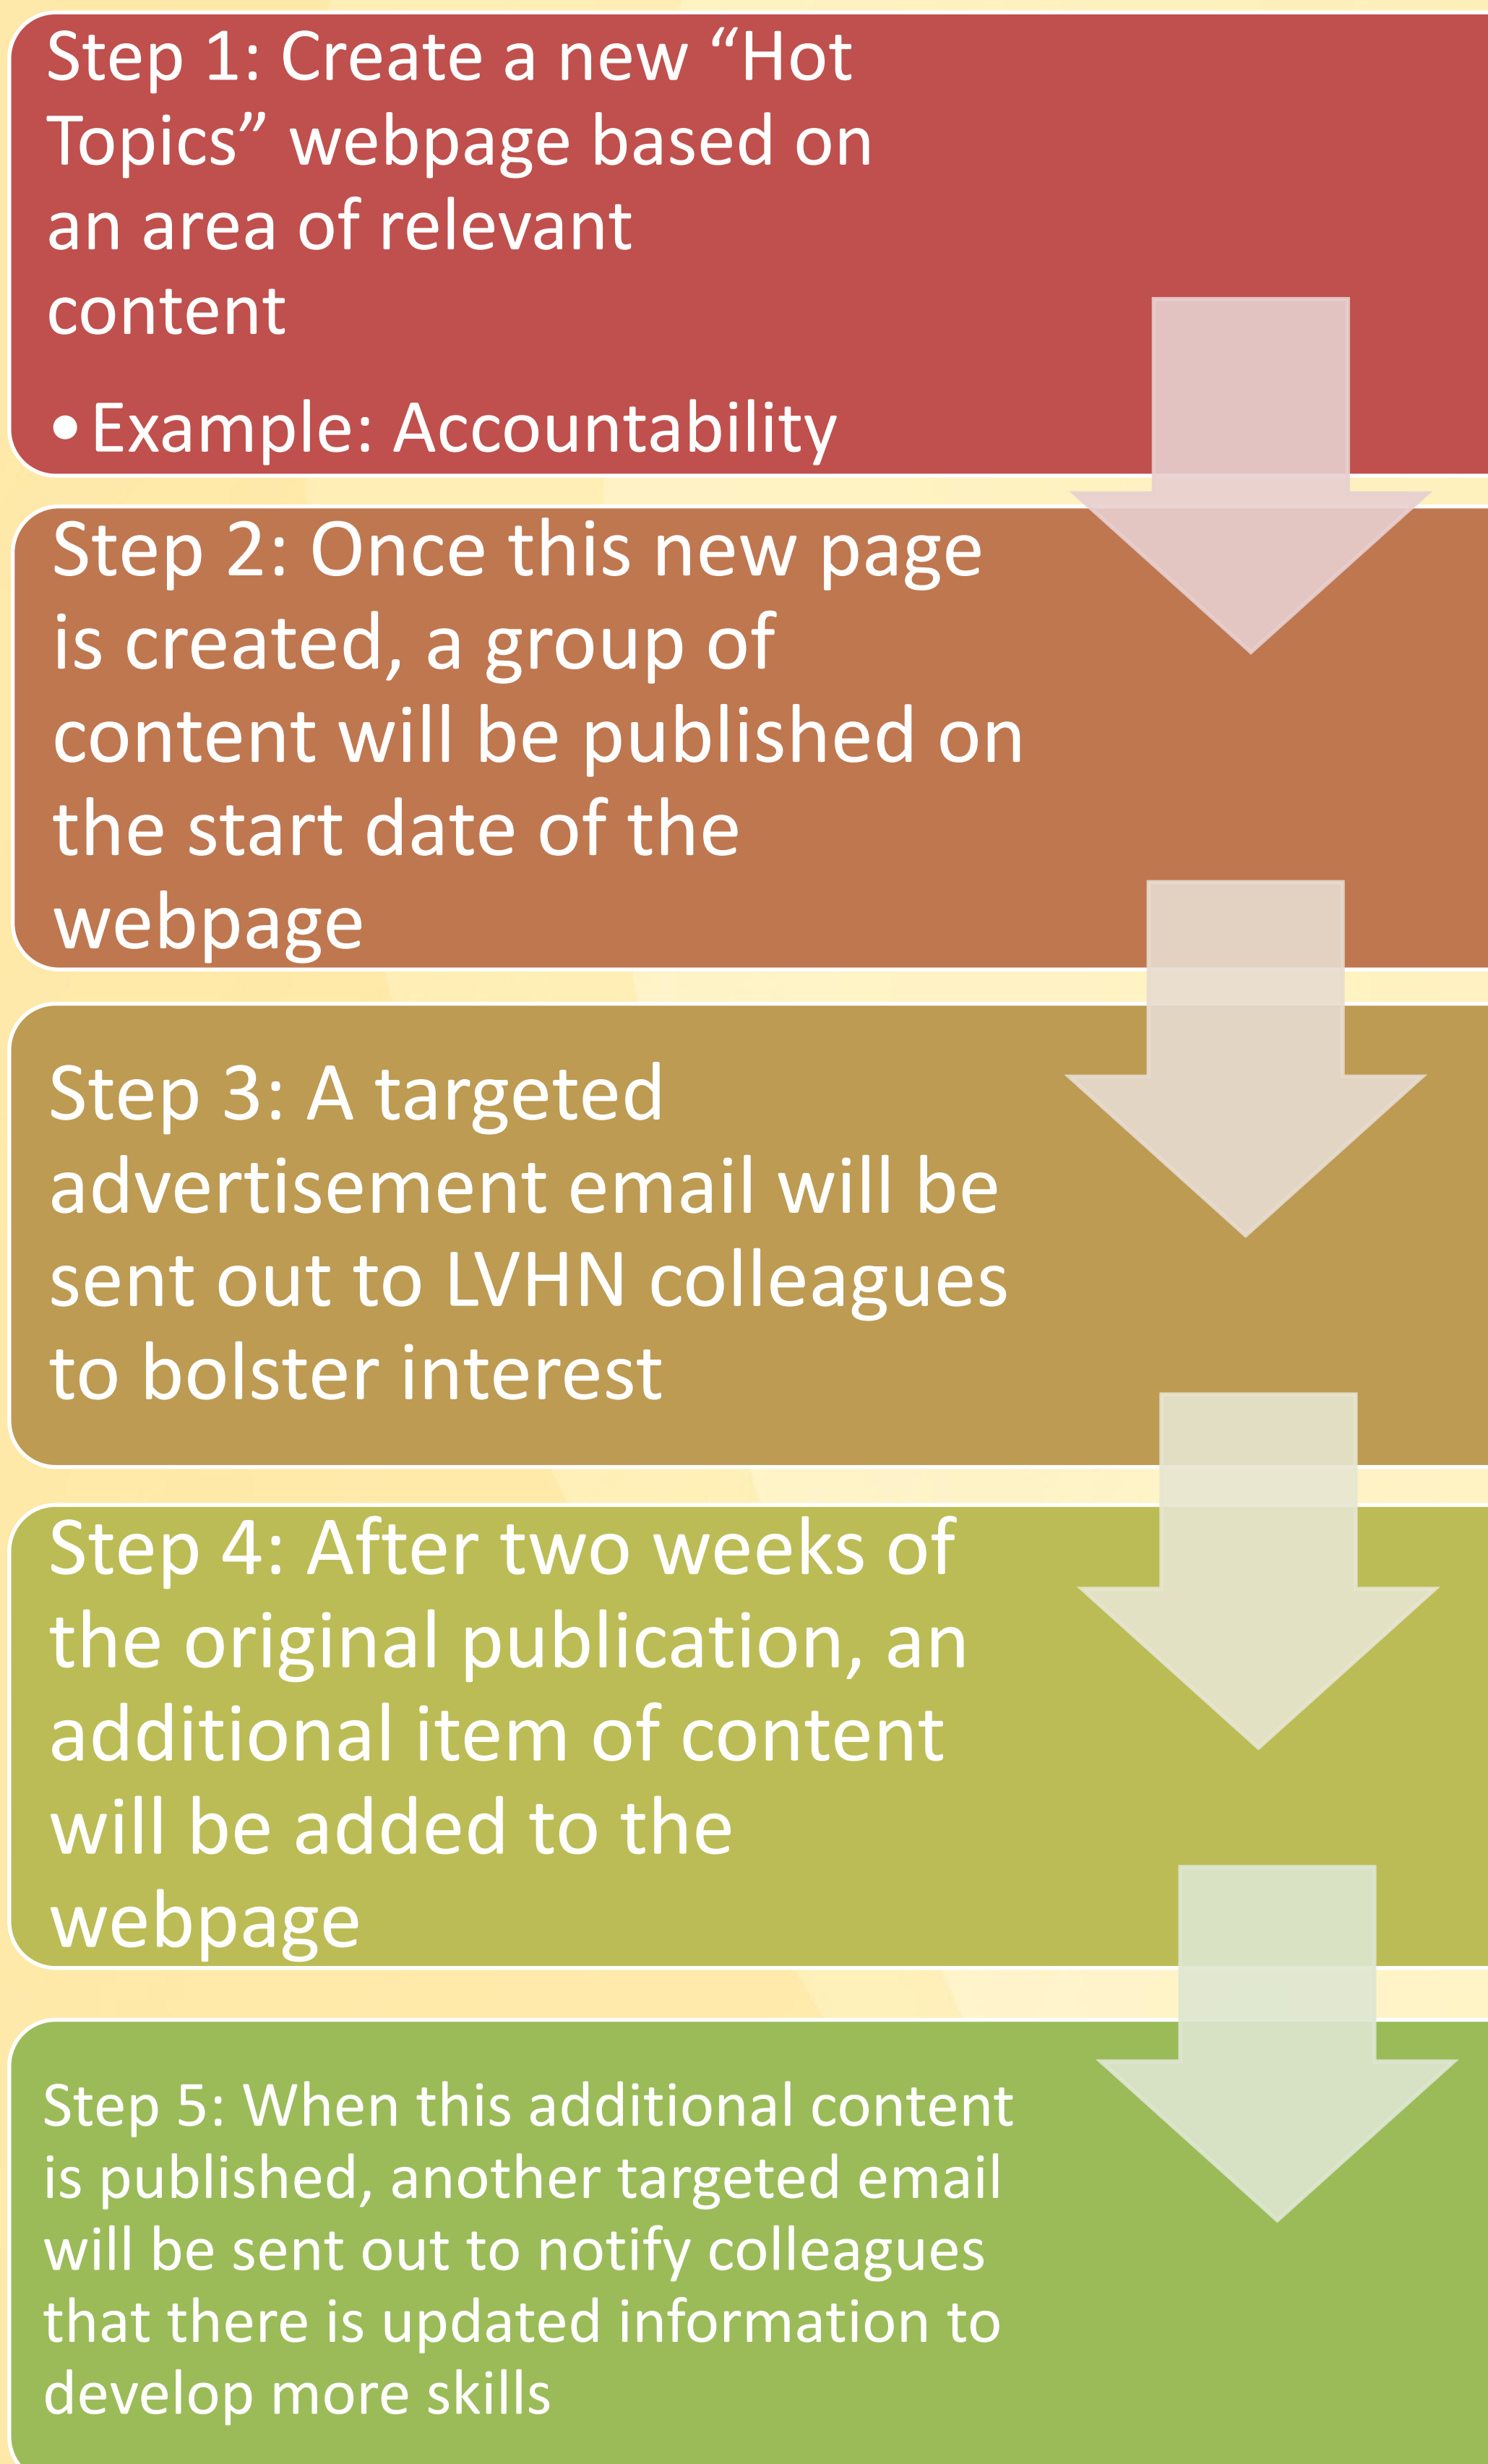 Step 1: Create a new “Hot
Topics” webpage based on
an area of relevant
content
• Example: Accountability
Step 2: Once this new page
is created, a group of
content will be published on
the start date of the
webpage
Step 3: A targeted
advertisement email will be
sent out to LVHN colleagues
to bolster interest
Step 4: After two weeks of
the original publication, an
additional item of content
will be added to the
webpage
Step 5: When this additional content
is published, another targeted email
will be sent out to notify colleagues
that there is updated information to
develop more skills